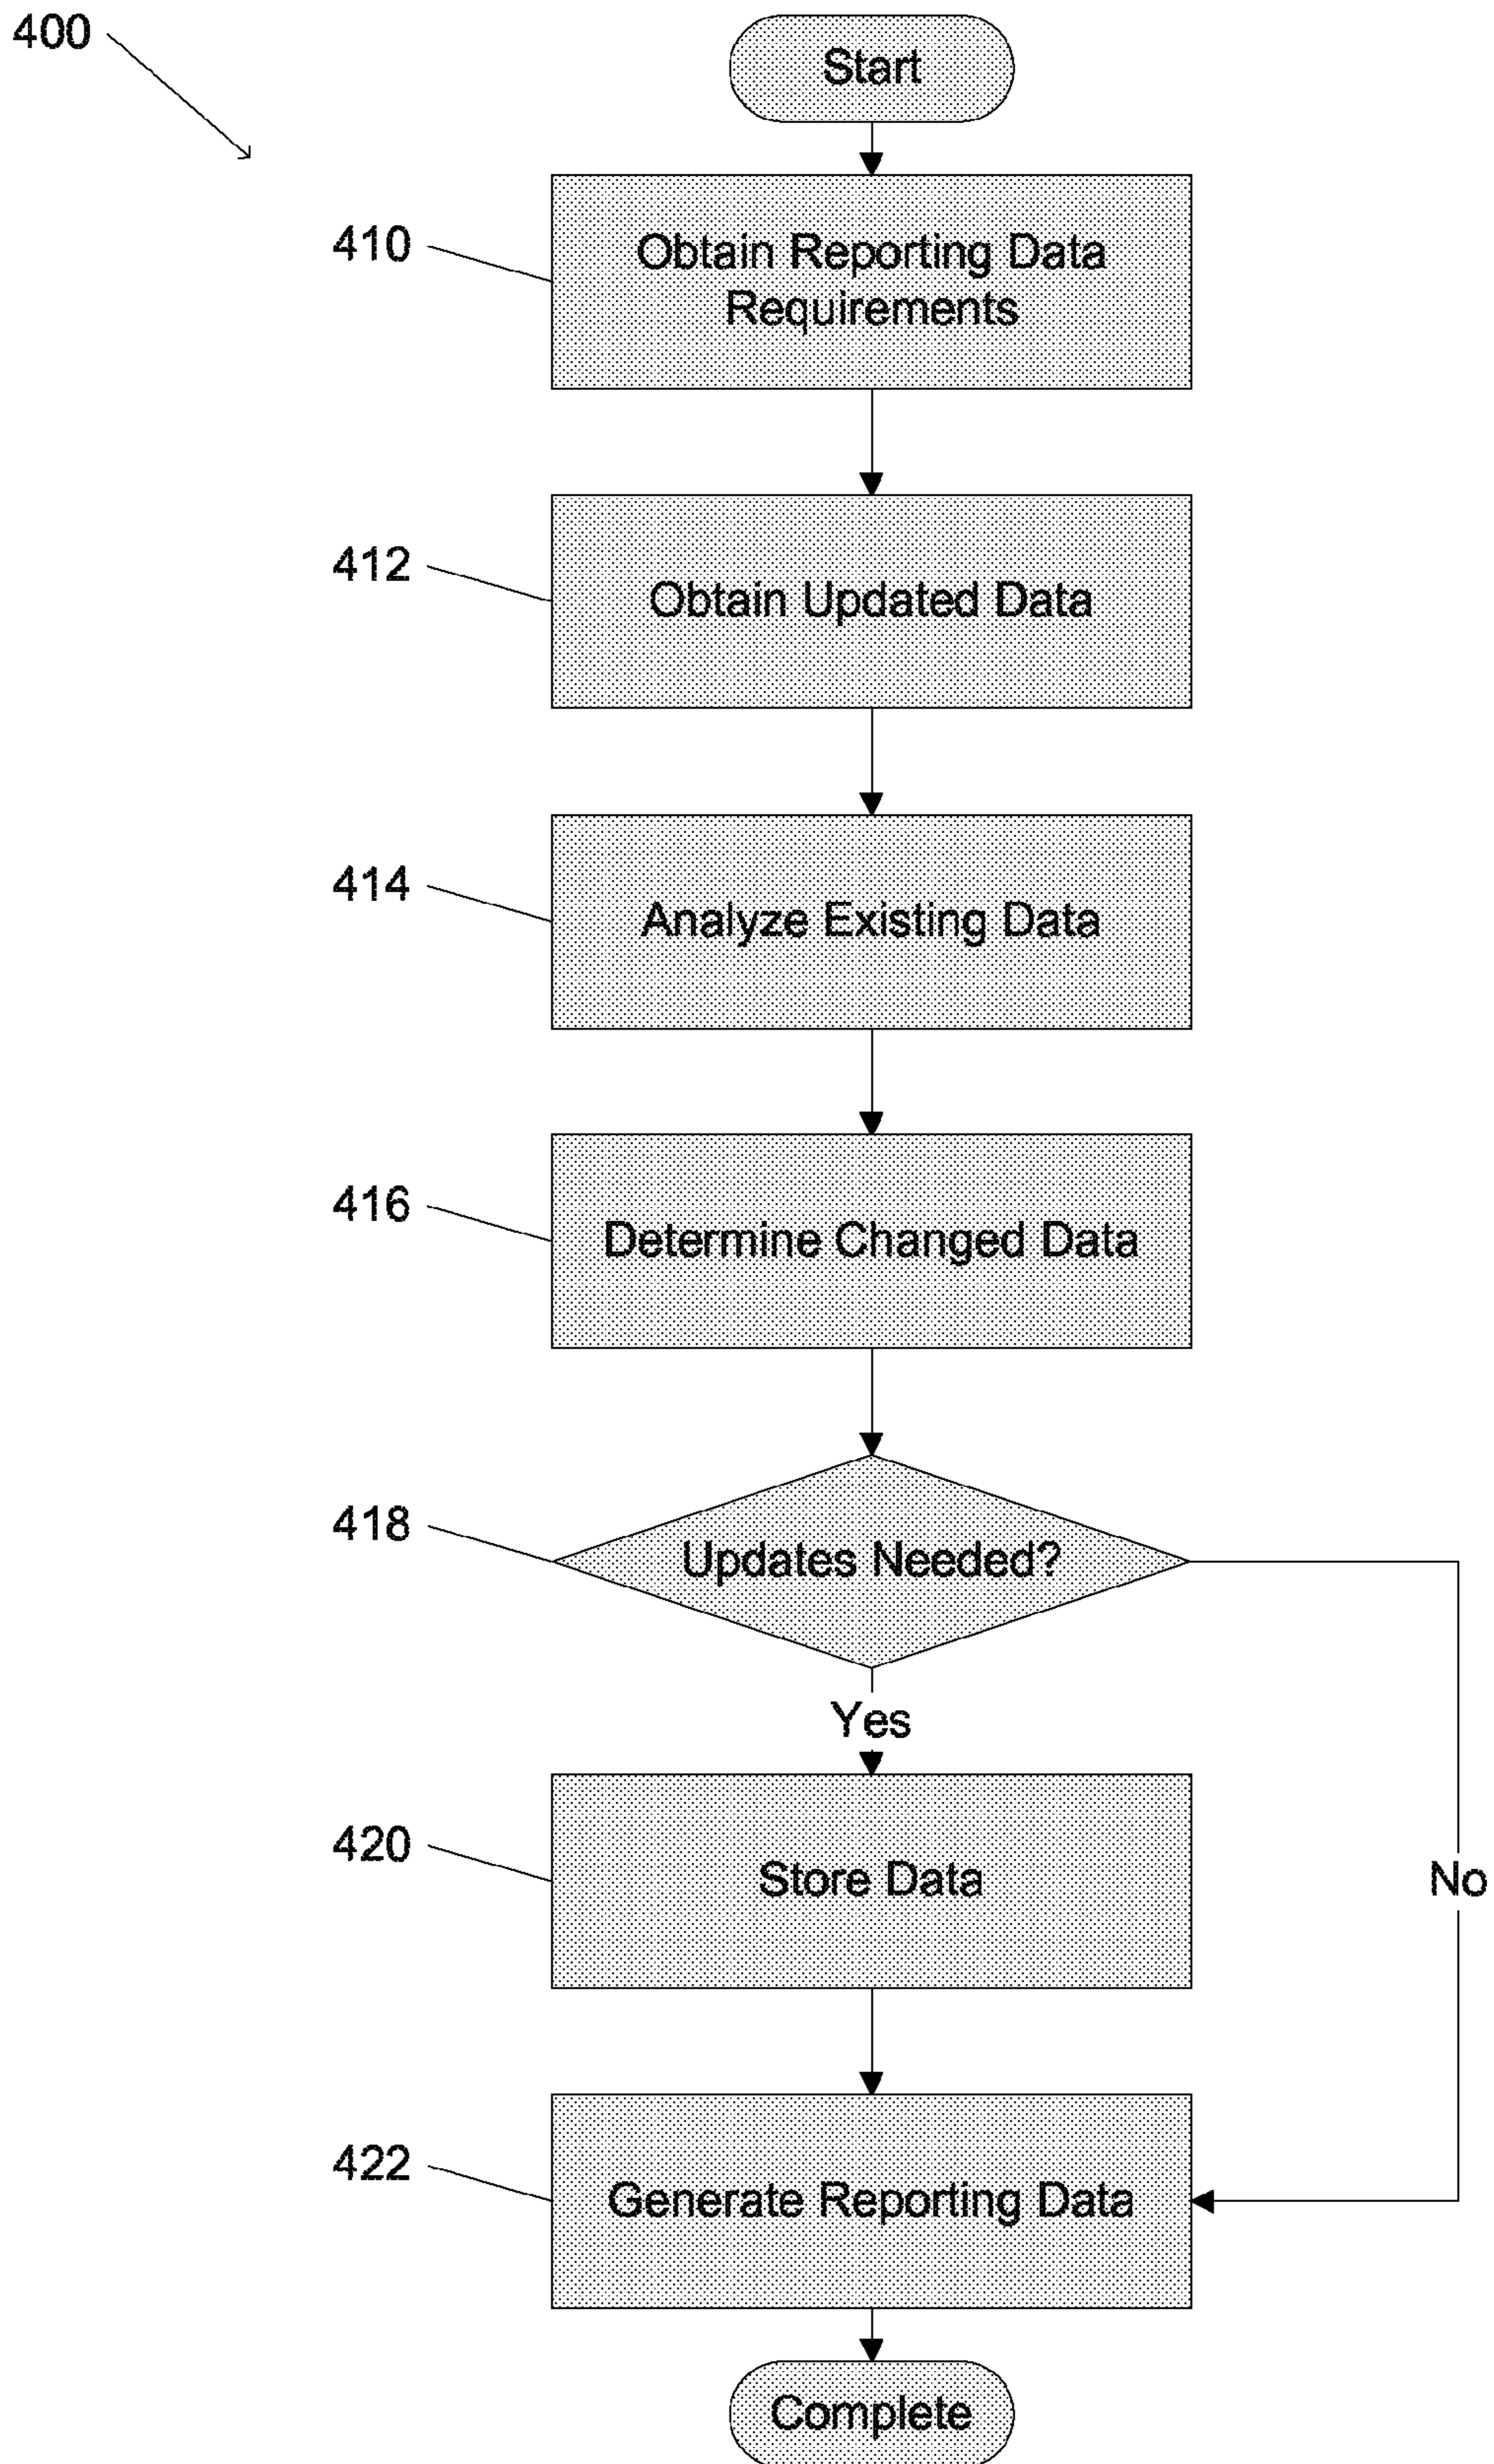 400
Start
410
Obtain Reporting Data
Requirements
412
Obtain Updated Data
414
Analyze Existing Data
416
Determine Changed Data
418
Updates Needed?
Yes
420
Store Data
No
422
Generate Reporting Data
Complete